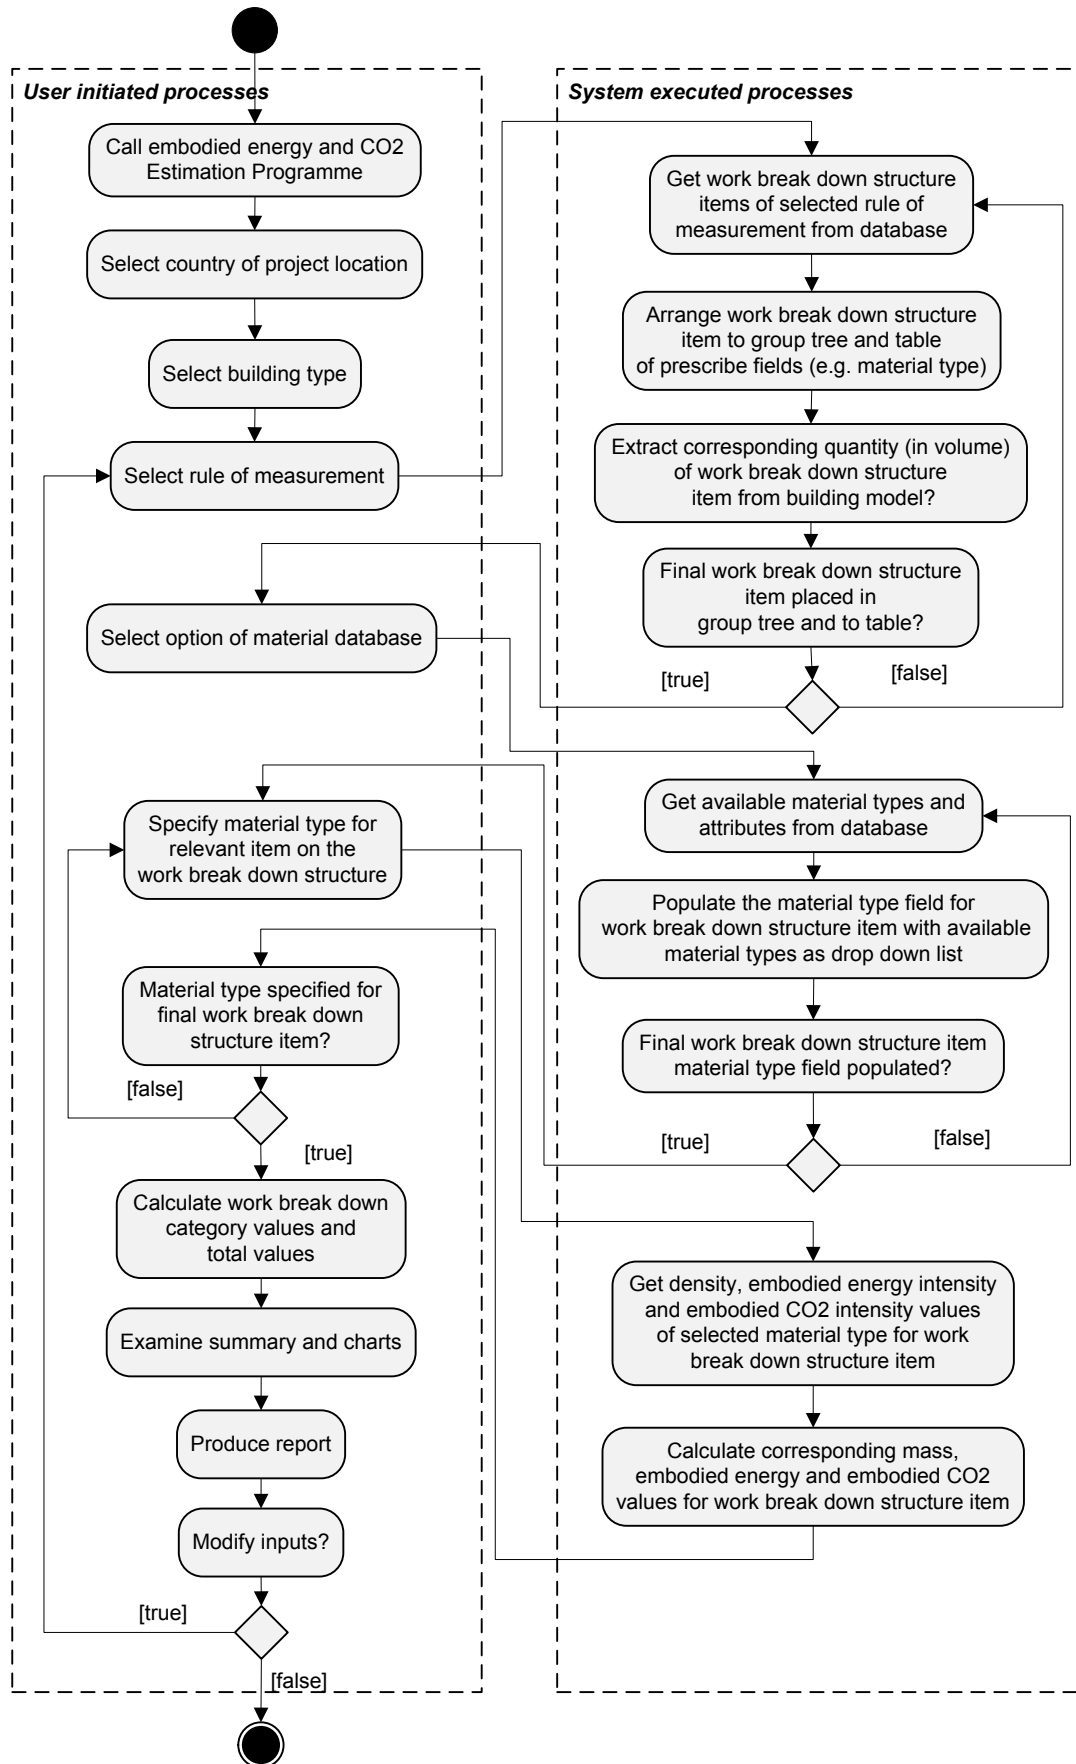 User initiated processes
Call embodied energy and CO2
Estimation Programme
Select country of project location
Select building type
Select rule of measurement
Select option of material database
Specify material type for
relevant item on the
work break down structure
Material type specified for
final work break down
structure item?
[false]
[true]
Calculate work break down
category values and
total values
Examine summary and charts
Produce report
Modify inputs?
[true]
[false]
System executed processes
Get work break down structure
items of selected rule of
measurement from database
Arrange work break down structure
item to group tree and table
of prescribe fields (e.g. material type)
Extract corresponding quantity (in volume)
of work break down structure
item from building model?
Final work break down structure
item placed in
group tree and to table?
[true]
[false]
Get available material types and
attributes from database
Populate the material type field for
work break down structure item with available
material types as drop down list
Final work break down structure item
material type field populated?
[true]
[false]
Get density, embodied energy intensity
and embodied CO2 intensity values
of selected material type for work
break down structure item
Calculate corresponding mass,
embodied energy and embodied CO2
values for work break down structure item